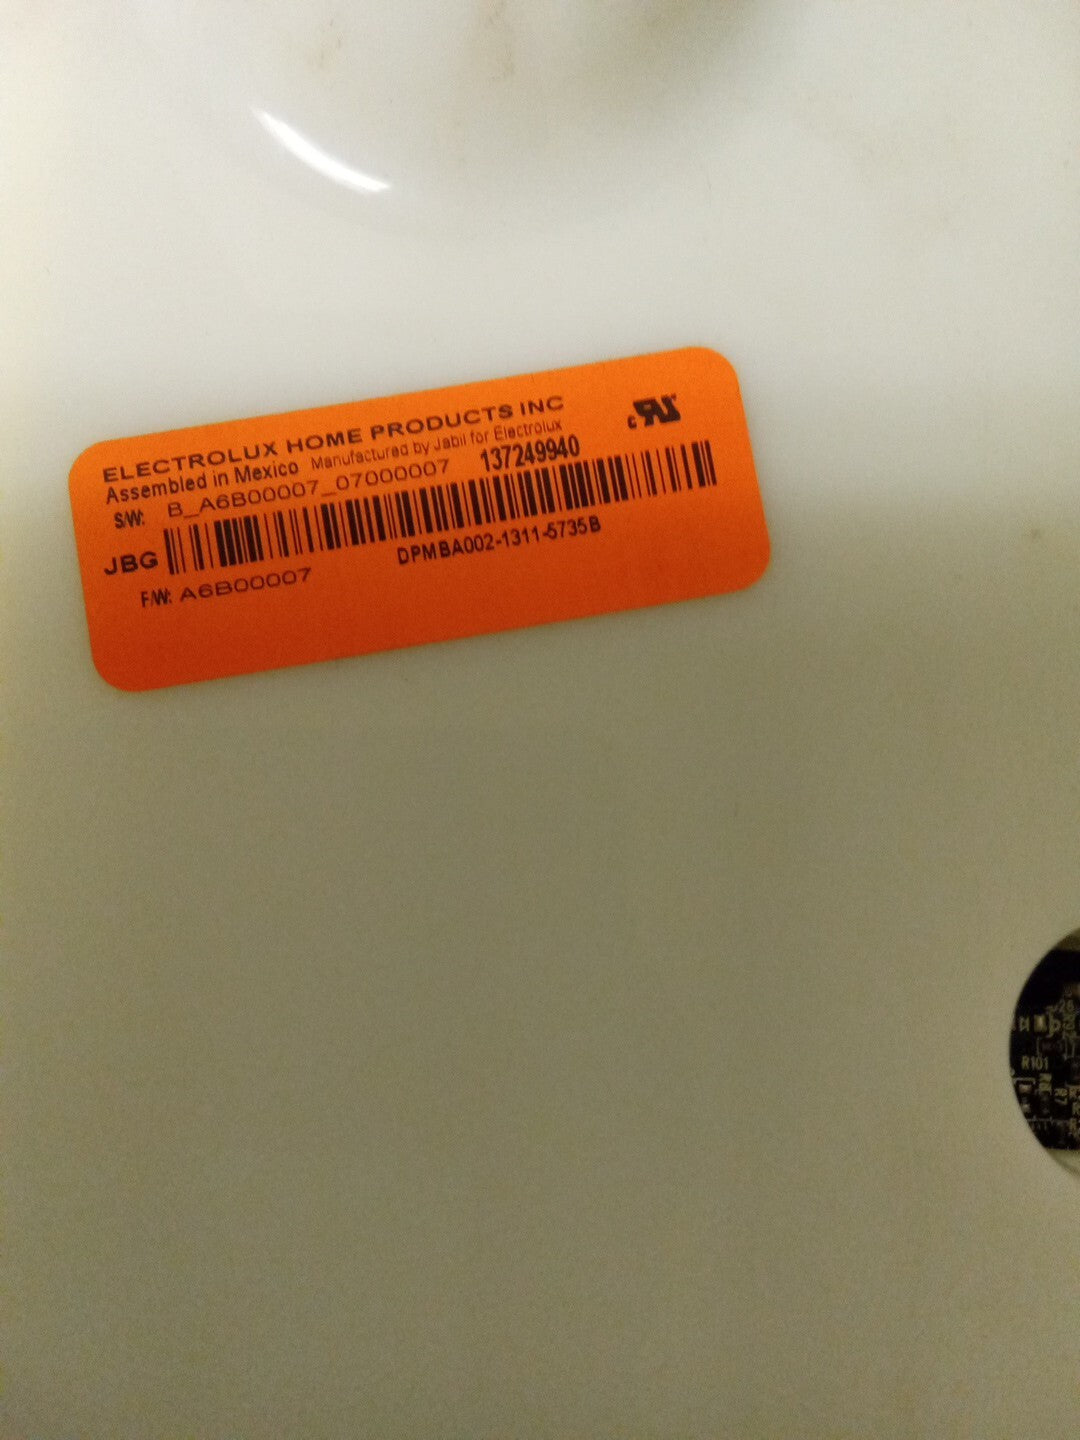 ELECTROLUX HOME PRODUCTS INC
Assembled in Mexico Manufactured by Jabil for Electrolux
S/W: B_A6B00007_07000007 137249940
JBG
DPMBA002-1311-5735B
F/W: A6B00007
R101